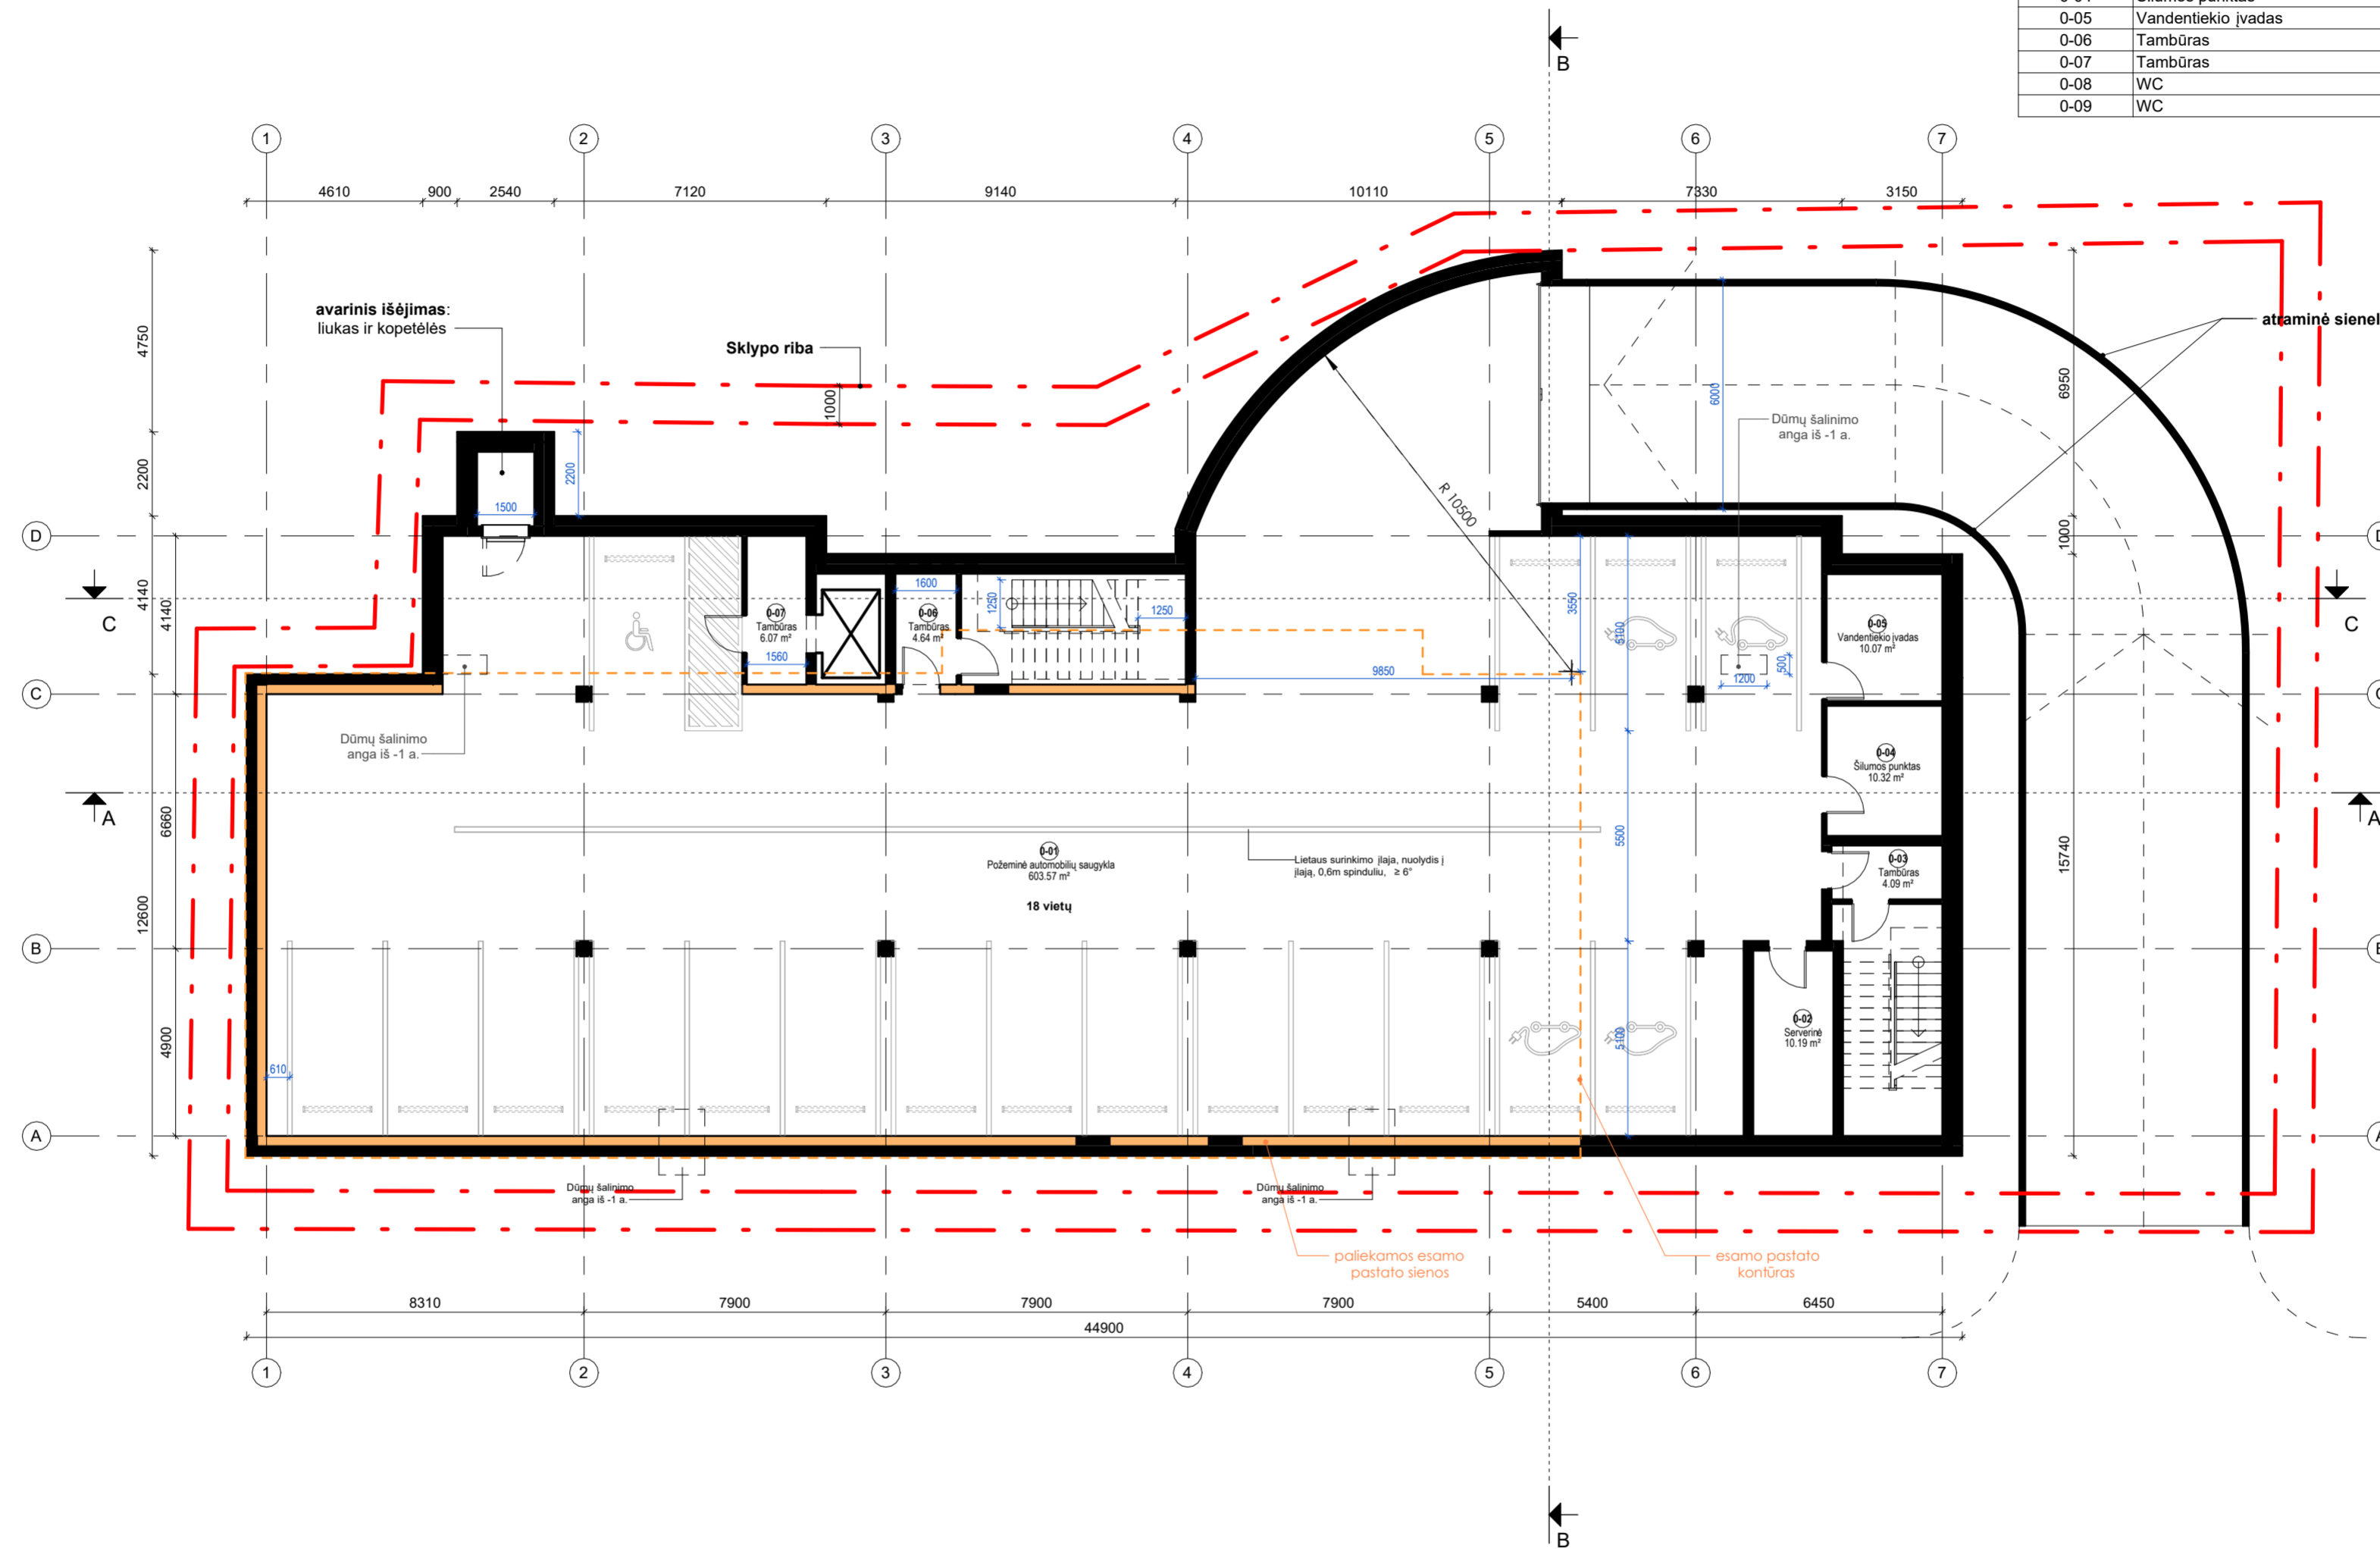 0-05 Vandentiekio įvadas
0-06 Tambūras
0-07 Tambūras
0-08 WC
0-09 WC
B
1 2 3 4 5 6 7
4610 900 2540 7120 9140 10110 7330 3150
avarinis išėjimas:
liukas ir kopetėlės
Sklypo riba
atraminė sienel
4750
1000
6950
6000
Dūmų šalinimo
anga iš -1 a.
2200
2200
1500
R 10500
D
1000
4140
4140
C
C
1600
1250
1250
3550
5100
0-07
Tambūras
6.07 m²
1560
0-06
Tambūras
4.64 m²
0-05
Vandentiekio įvadas
10.07 m²
9850
1200
500
C
Dūmų šalinimo
anga iš -1 a.
0-04
Šilumos punktas
10.32 m²
A
A
6660
5500
0-01
Požeminė automobilių saugykla
603.57 m²
18 vietų
Lietaus surinkimo įlaja, nuolydis į
įlają, 0,6m spinduliu, ≥ 6°
0-03
Tambūras
4.09 m²
15740
12600
B
4900
5100
610
0-02
Serverinė
10.19 m²
A
Dūmų šalinimo
anga iš -1 a.
Dūmų šalinimo
anga iš -1 a.
paliekamos esamo
pastato sienos
esamo pastato
kontūras
8310 7900 7900 7900 5400 6450
44900
1 2 3 4 5 6 7
B